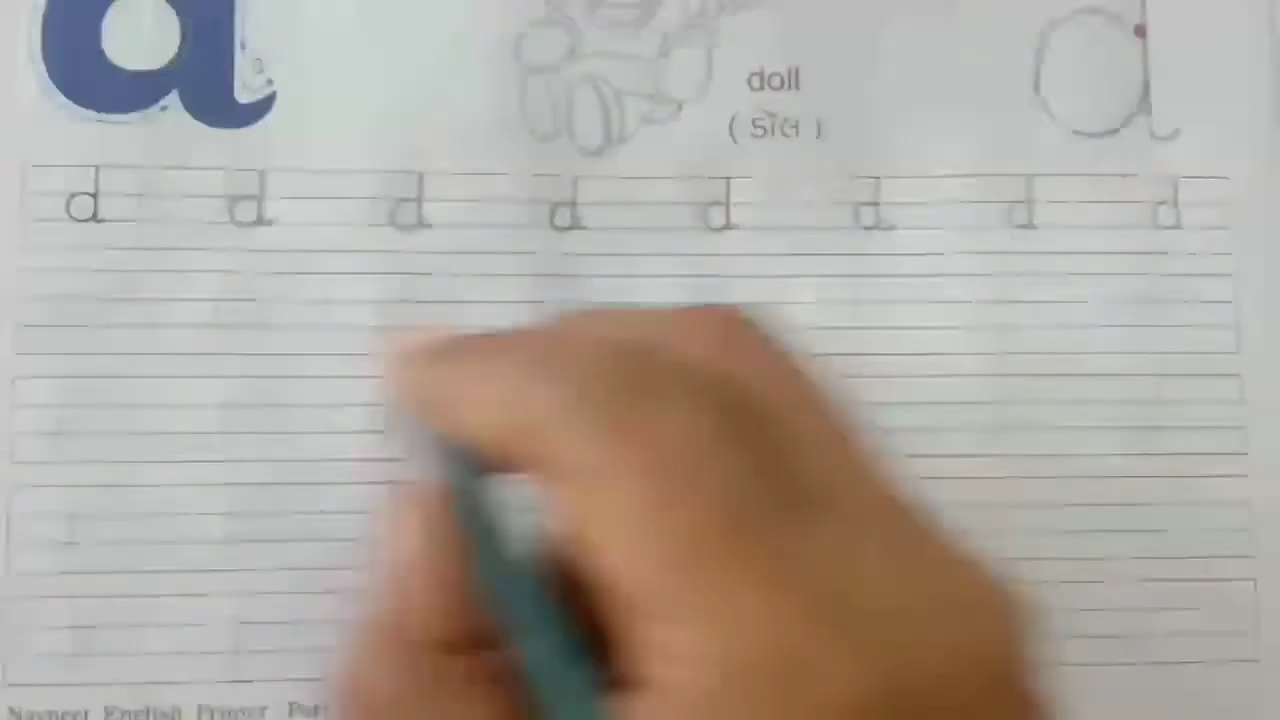 d
doll
d
(ડૉલ)
d d d d d d d d
Navneet English Primer